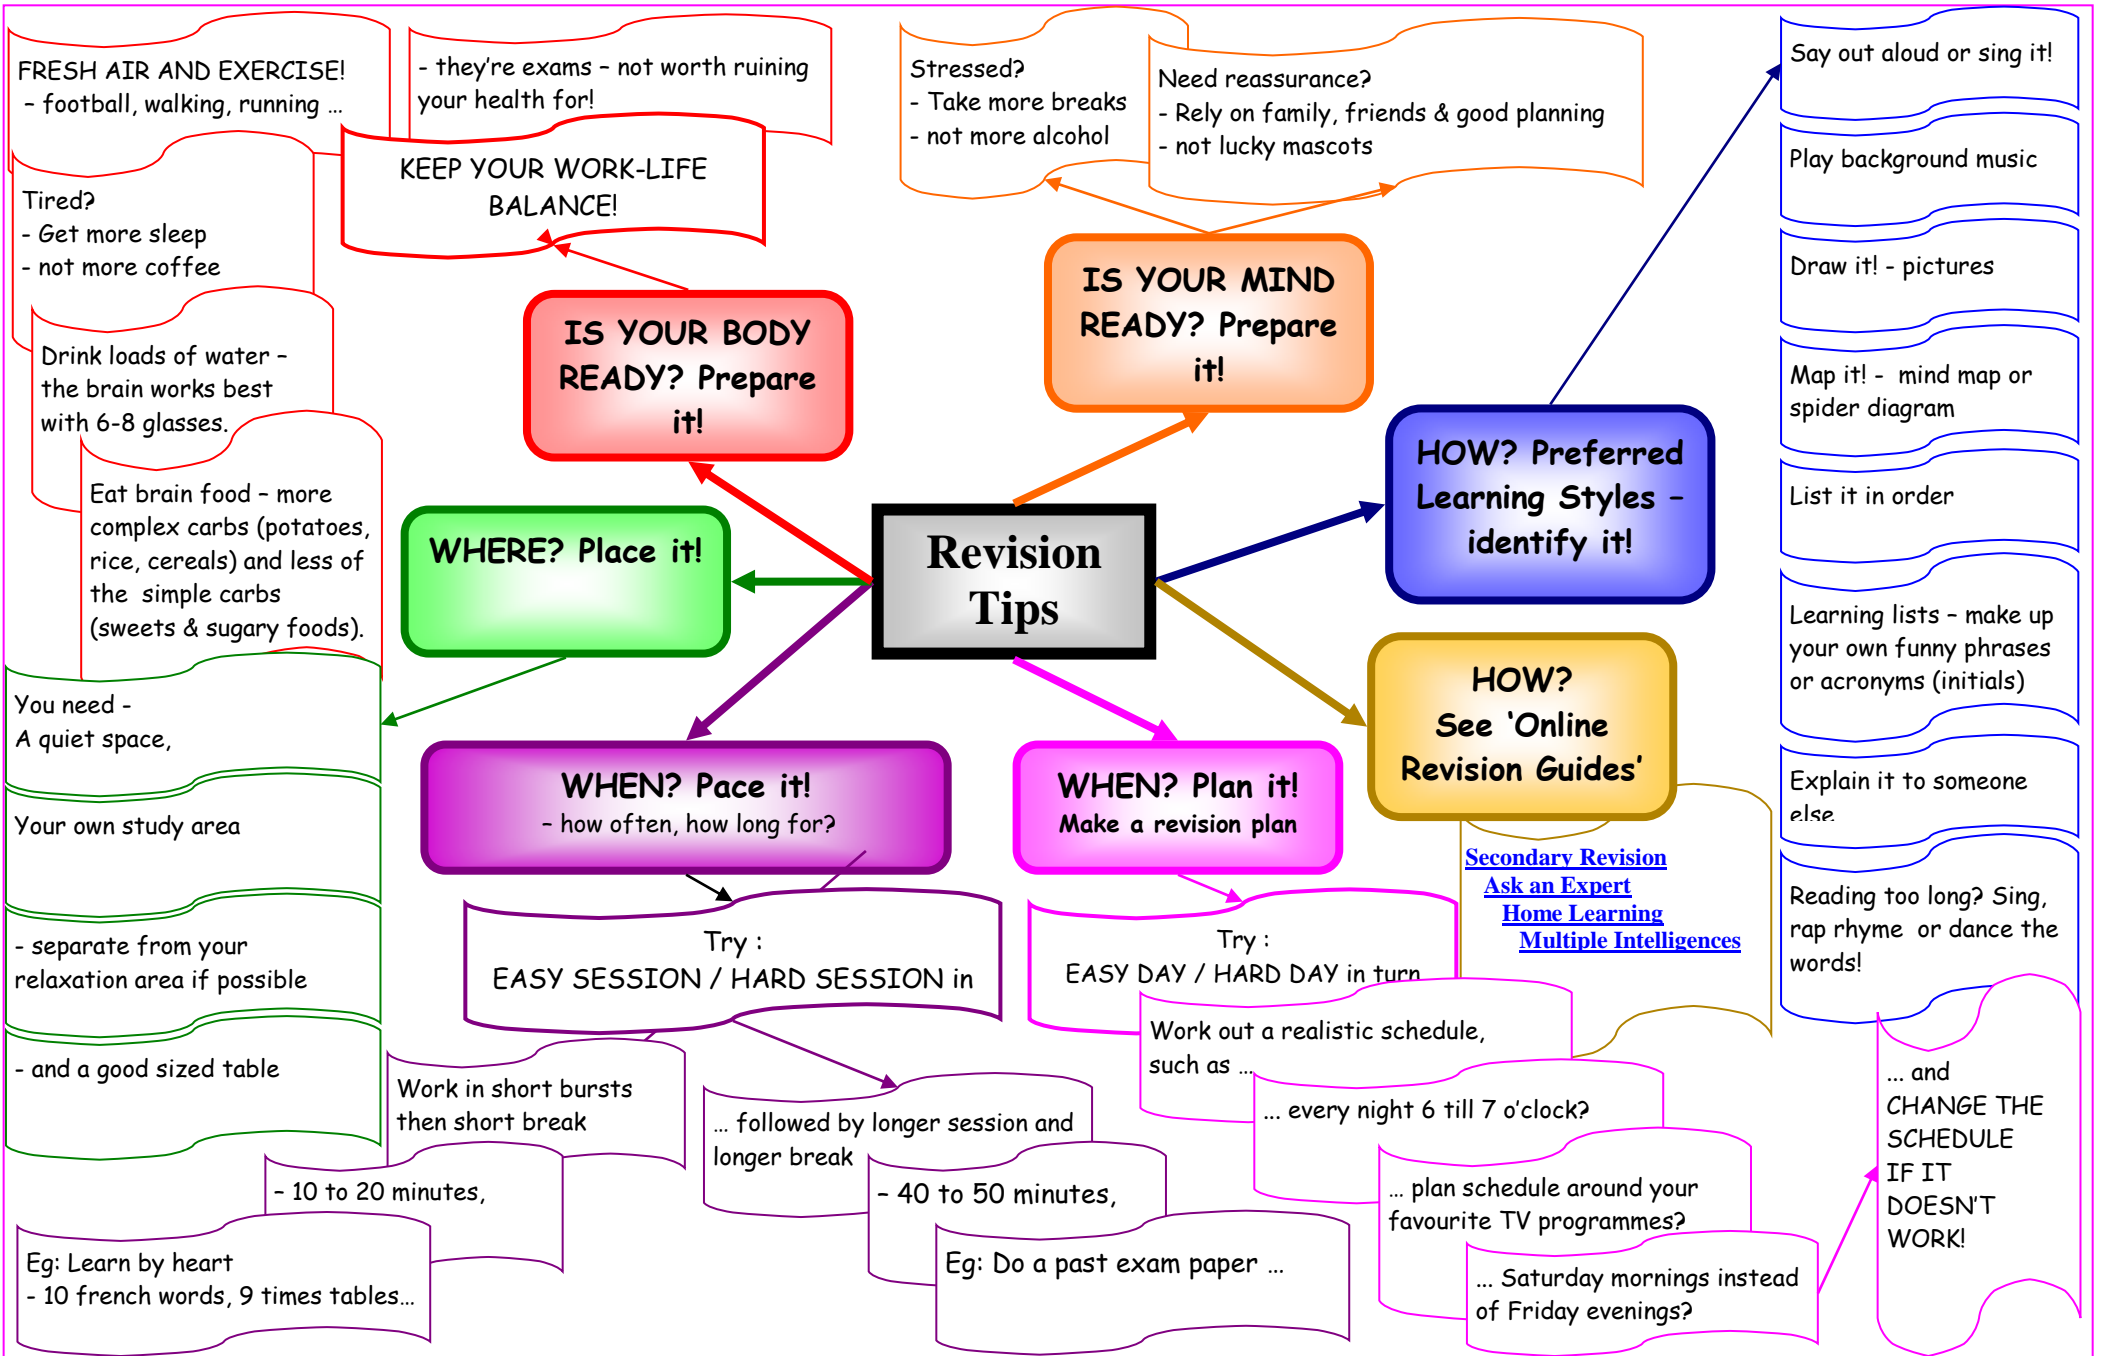 FRESH AIR AND EXERCISE!
– football, walking, running …
- they're exams – not worth ruining
your health for!
KEEP YOUR WORK-LIFE
BALANCE!
Tired?
- Get more sleep
- not more coffee
Drink loads of water –
the brain works best
with 6-8 glasses.
Eat brain food – more
complex carbs (potatoes,
rice, cereals) and less of
the simple carbs
(sweets & sugary foods).
IS YOUR BODY
READY? Prepare
it!
Stressed?
- Take more breaks
- not more alcohol
Need reassurance?
- Rely on family, friends & good planning
- not lucky mascots
IS YOUR MIND
READY? Prepare
it!
HOW? Preferred
Learning Styles –
identify it!
Say out aloud or sing it!
Play background music
Draw it! - pictures
Map it! - mind map or
spider diagram
List it in order
Learning lists – make up
your own funny phrases
or acronyms (initials)
Explain it to someone
else
Reading too long? Sing,
rap rhyme or dance the
words!
Revision
Tips
WHERE? Place it!
You need -
A quiet space,
Your own study area
- separate from your
relaxation area if possible
- and a good sized table
WHEN? Pace it!
– how often, how long for?
Try :
EASY SESSION / HARD SESSION in
Work in short bursts
then short break
– 10 to 20 minutes,
Eg: Learn by heart
- 10 french words, 9 times tables…
… followed by longer session and
longer break
– 40 to 50 minutes,
Eg: Do a past exam paper …
WHEN? Plan it!
Make a revision plan
Try :
EASY DAY / HARD DAY in turn
Work out a realistic schedule,
such as …
... every night 6 till 7 o'clock?
… plan schedule around your
favourite TV programmes?
... Saturday mornings instead
of Friday evenings?
... and
CHANGE THE
SCHEDULE
IF IT
DOESN'T
WORK!
HOW?
See ‘Online
Revision Guides’
Secondary Revision
Ask an Expert
Home Learning
Multiple Intelligences